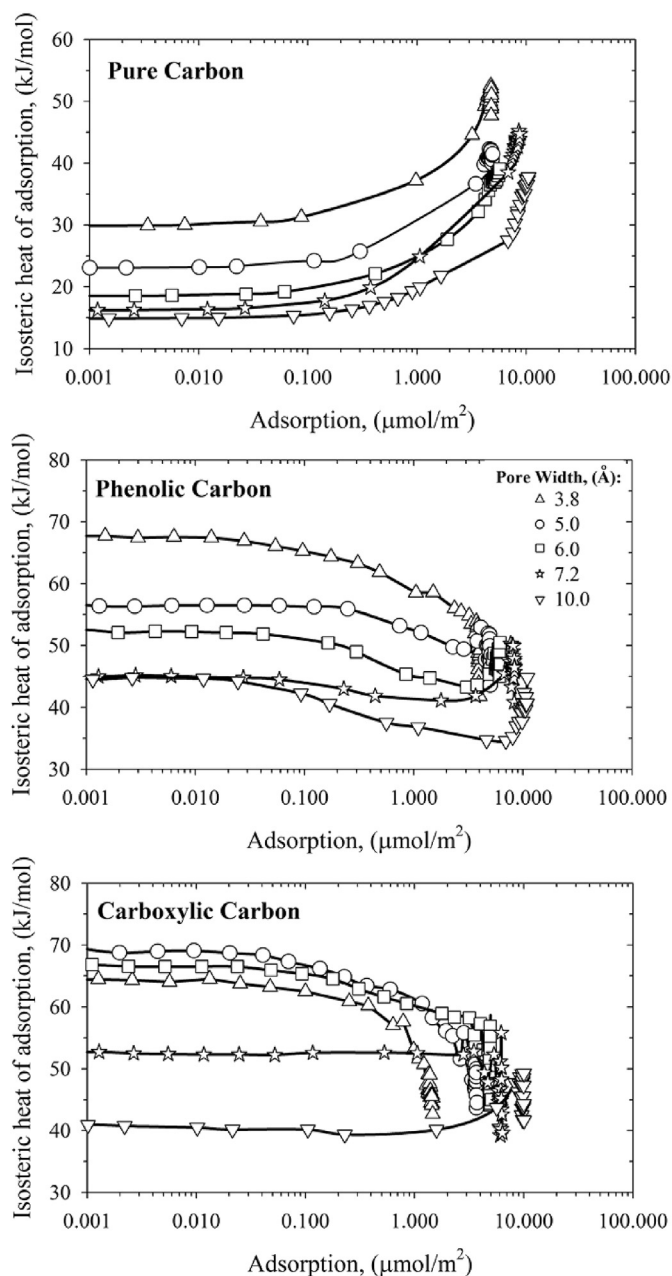 Pure Carbon
Isosteric heat of adsorption, (kJ/mol)
60
50
40
30
20
10
0.001 0.010 0.100 1.000 10.000 100.000
Adsorption, (μmol/m²)
Phenolic Carbon
Pore Width, (Å):
3.8
5.0
6.0
7.2
10.0
Isosteric heat of adsorption, (kJ/mol)
80
70
60
50
40
30
0.001 0.010 0.100 1.000 10.000 100.000
Adsorption, (μmol/m²)
Carboxylic Carbon
Isosteric heat of adsorption, (kJ/mol)
80
70
60
50
40
30
0.001 0.010 0.100 1.000 10.000 100.000
Adsorption, (μmol/m²)